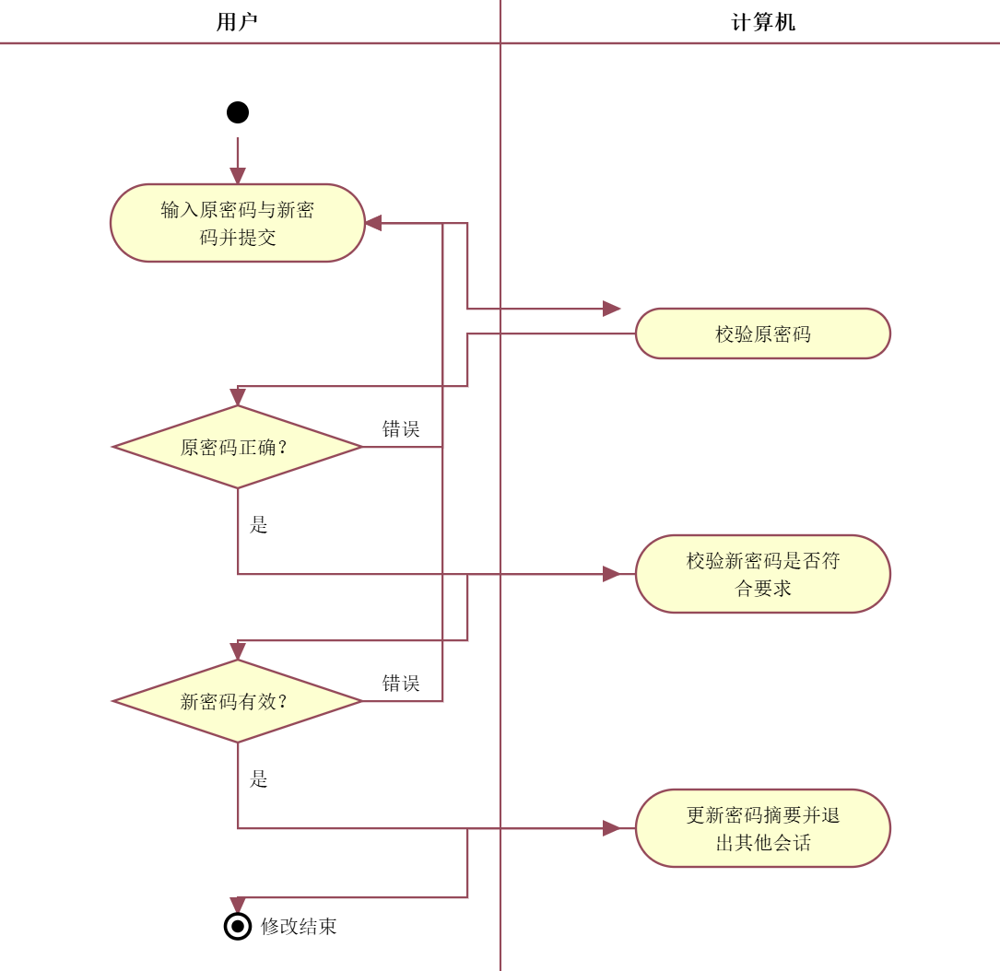 用户
计算机
输入原密码与新密
码并提交
校验原密码
错误
原密码正确？
是
校验新密码是否符
合要求
错误
新密码有效？
是
更新密码摘要并退
出其他会话
修改结束